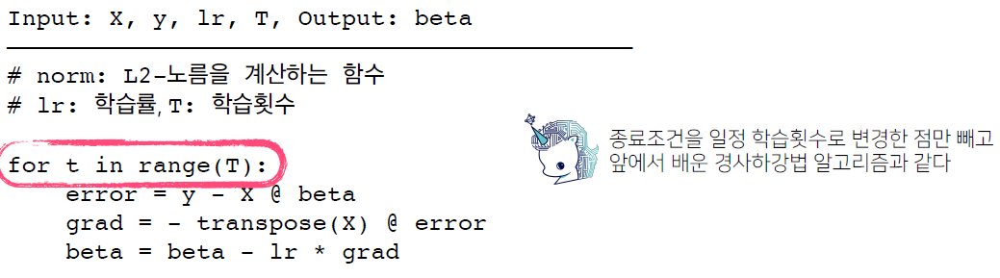 Input: X, y, lr, T, Output: beta
# norm: L2-노름을 계산하는 함수
# lr: 학습률, T: 학습횟수
for t in range(T):
error = y - X @ beta
grad = - transpose(X) @ error
beta = beta - lr * grad
종료조건을 일정 학습횟수로 변경한 점만 빼고
앞에서 배운 경사하강법 알고리즘과 같다